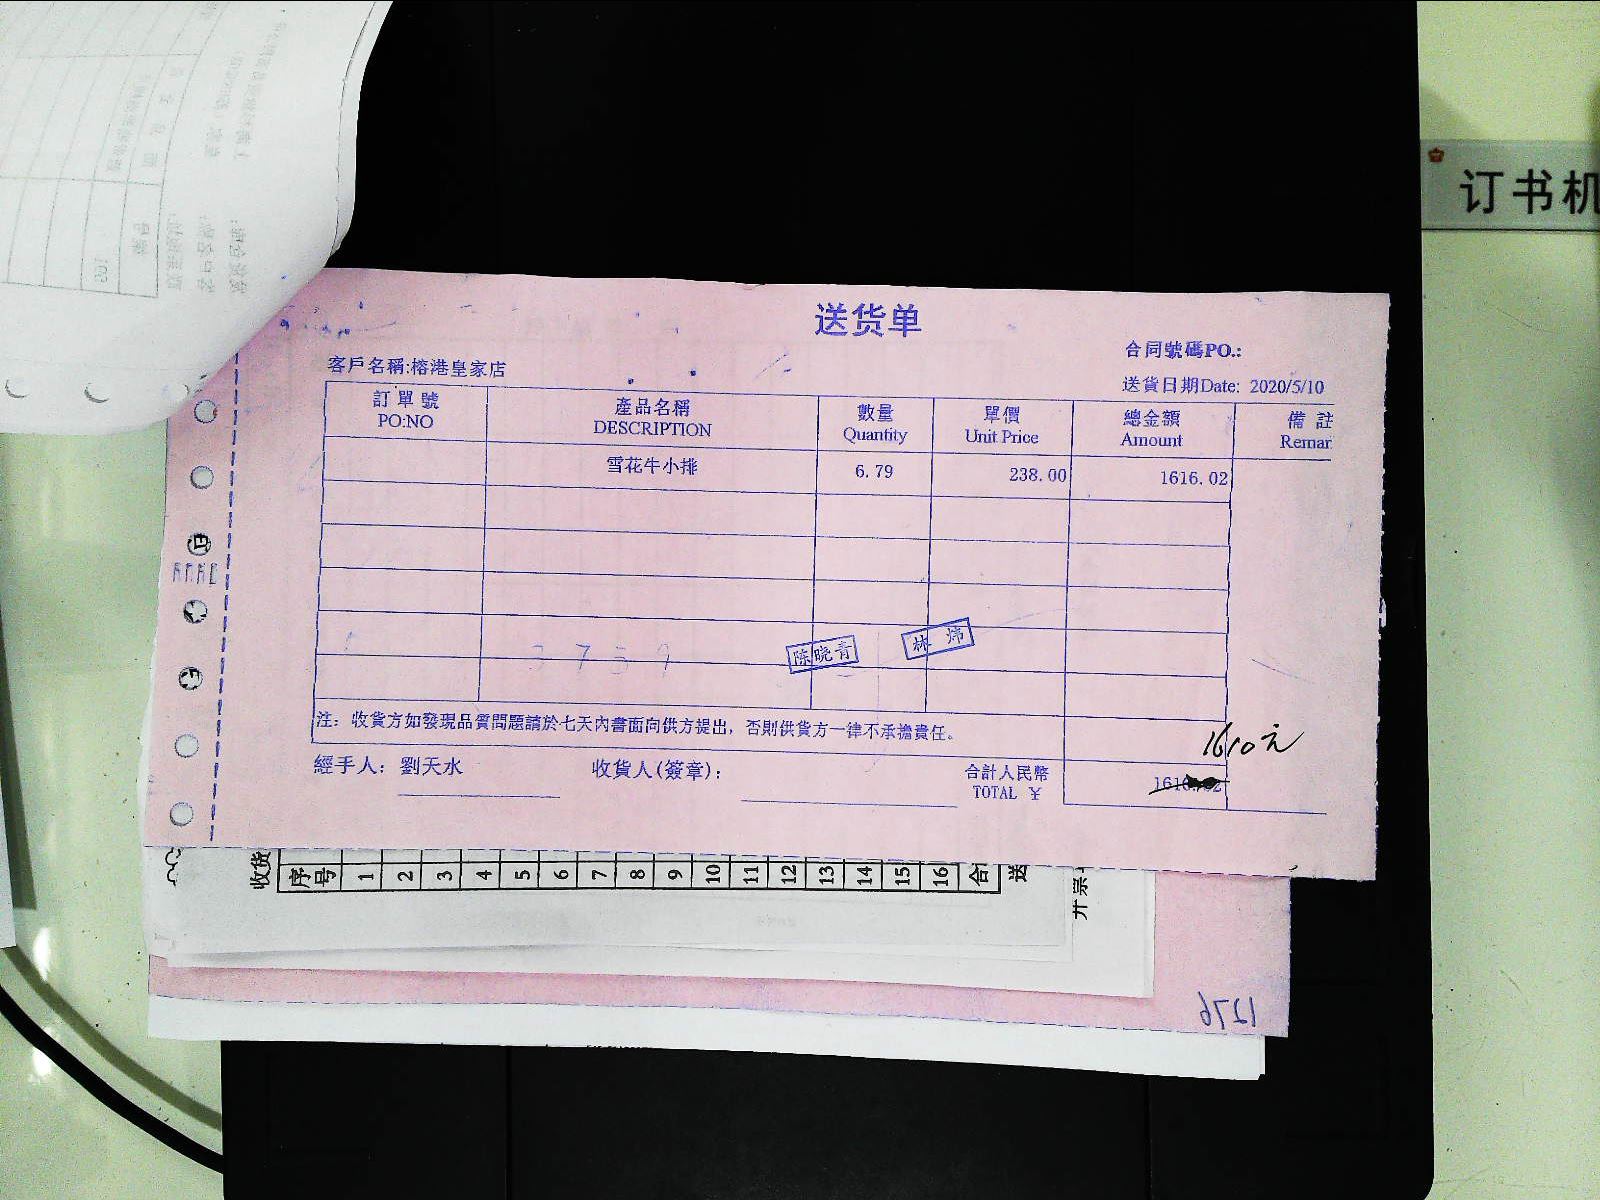 订书机
送货单
合同號碼PO.:
客戶名稱:榕港皇家店
送貨日期Date: 2020/5/10
訂單號 產品名稱 數量 單價 總金額 備註
PO:NO DESCRIPTION Quantity Unit Price Amount Remar
雪花牛小排 6.79 238.00 1616.02
陈晓青 林炜
注：收貨方如發現品質問題請於七天內書面向供方提出，否則供貨方一律不承擔責任。
1610元
經手人：劉天水 收貨人(簽章)： 合計人民幣
TOTAL ¥ 1616.02
收货
序号 1 2 3 4 5 6 7 8 9 10 11 12 13 14 15 16 合
送